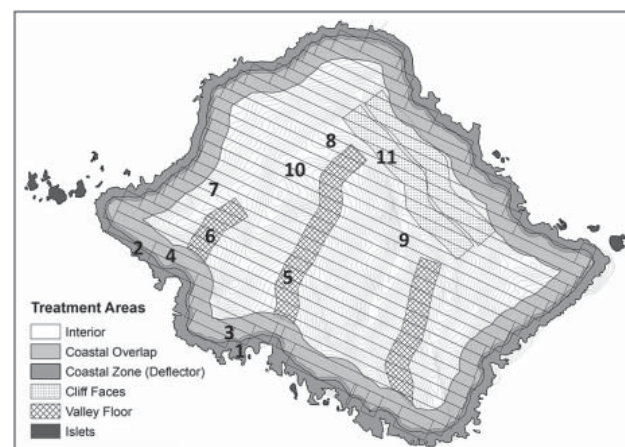 8
11
10
7
9
6
2
4
5
3
1
Treatment Areas
Interior
Coastal Overlap
Coastal Zone (Deflector)
Cliff Faces
Valley Floor
Islets